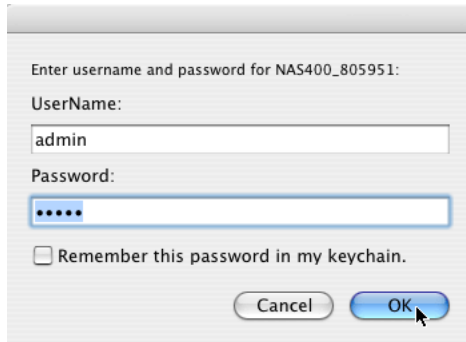 Enter username and password for NAS400_805951:
UserName:
admin
Password:
•••••
Remember this password in my keychain.
Cancel
OK